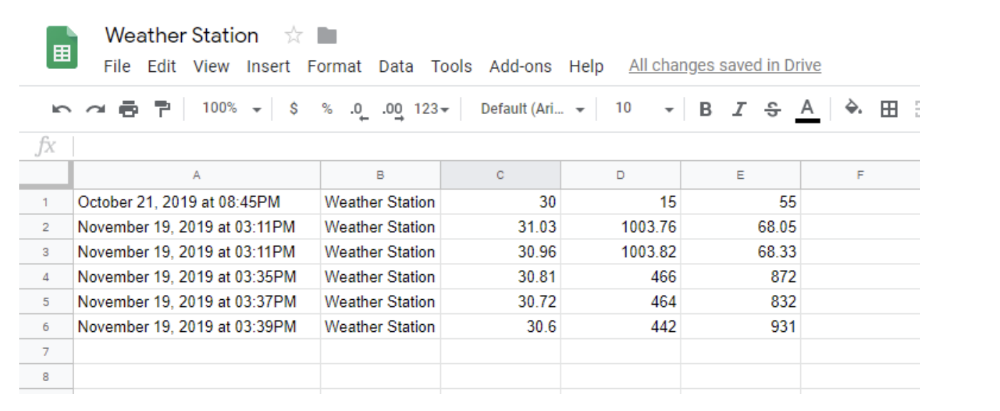 Weather Station
File Edit View Insert Format Data Tools Add-ons Help All changes saved in Drive
100% $ % .0 .00 123 Default (Ari... 10 B I S A
fx
A B C D E F
1 October 21, 2019 at 08:45PM Weather Station 30 15 55
2 November 19, 2019 at 03:11PM Weather Station 31.03 1003.76 68.05
3 November 19, 2019 at 03:11PM Weather Station 30.96 1003.82 68.33
4 November 19, 2019 at 03:35PM Weather Station 30.81 466 872
5 November 19, 2019 at 03:37PM Weather Station 30.72 464 832
6 November 19, 2019 at 03:39PM Weather Station 30.6 442 931
7
8